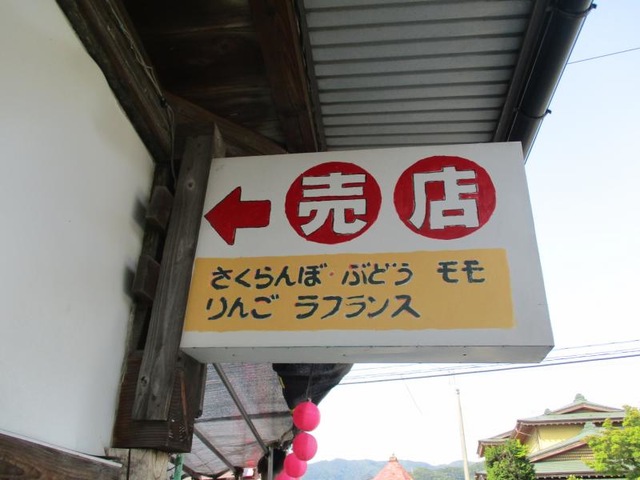 売店
さくらんぼ・ぶどう モモ
りんご ラフランス